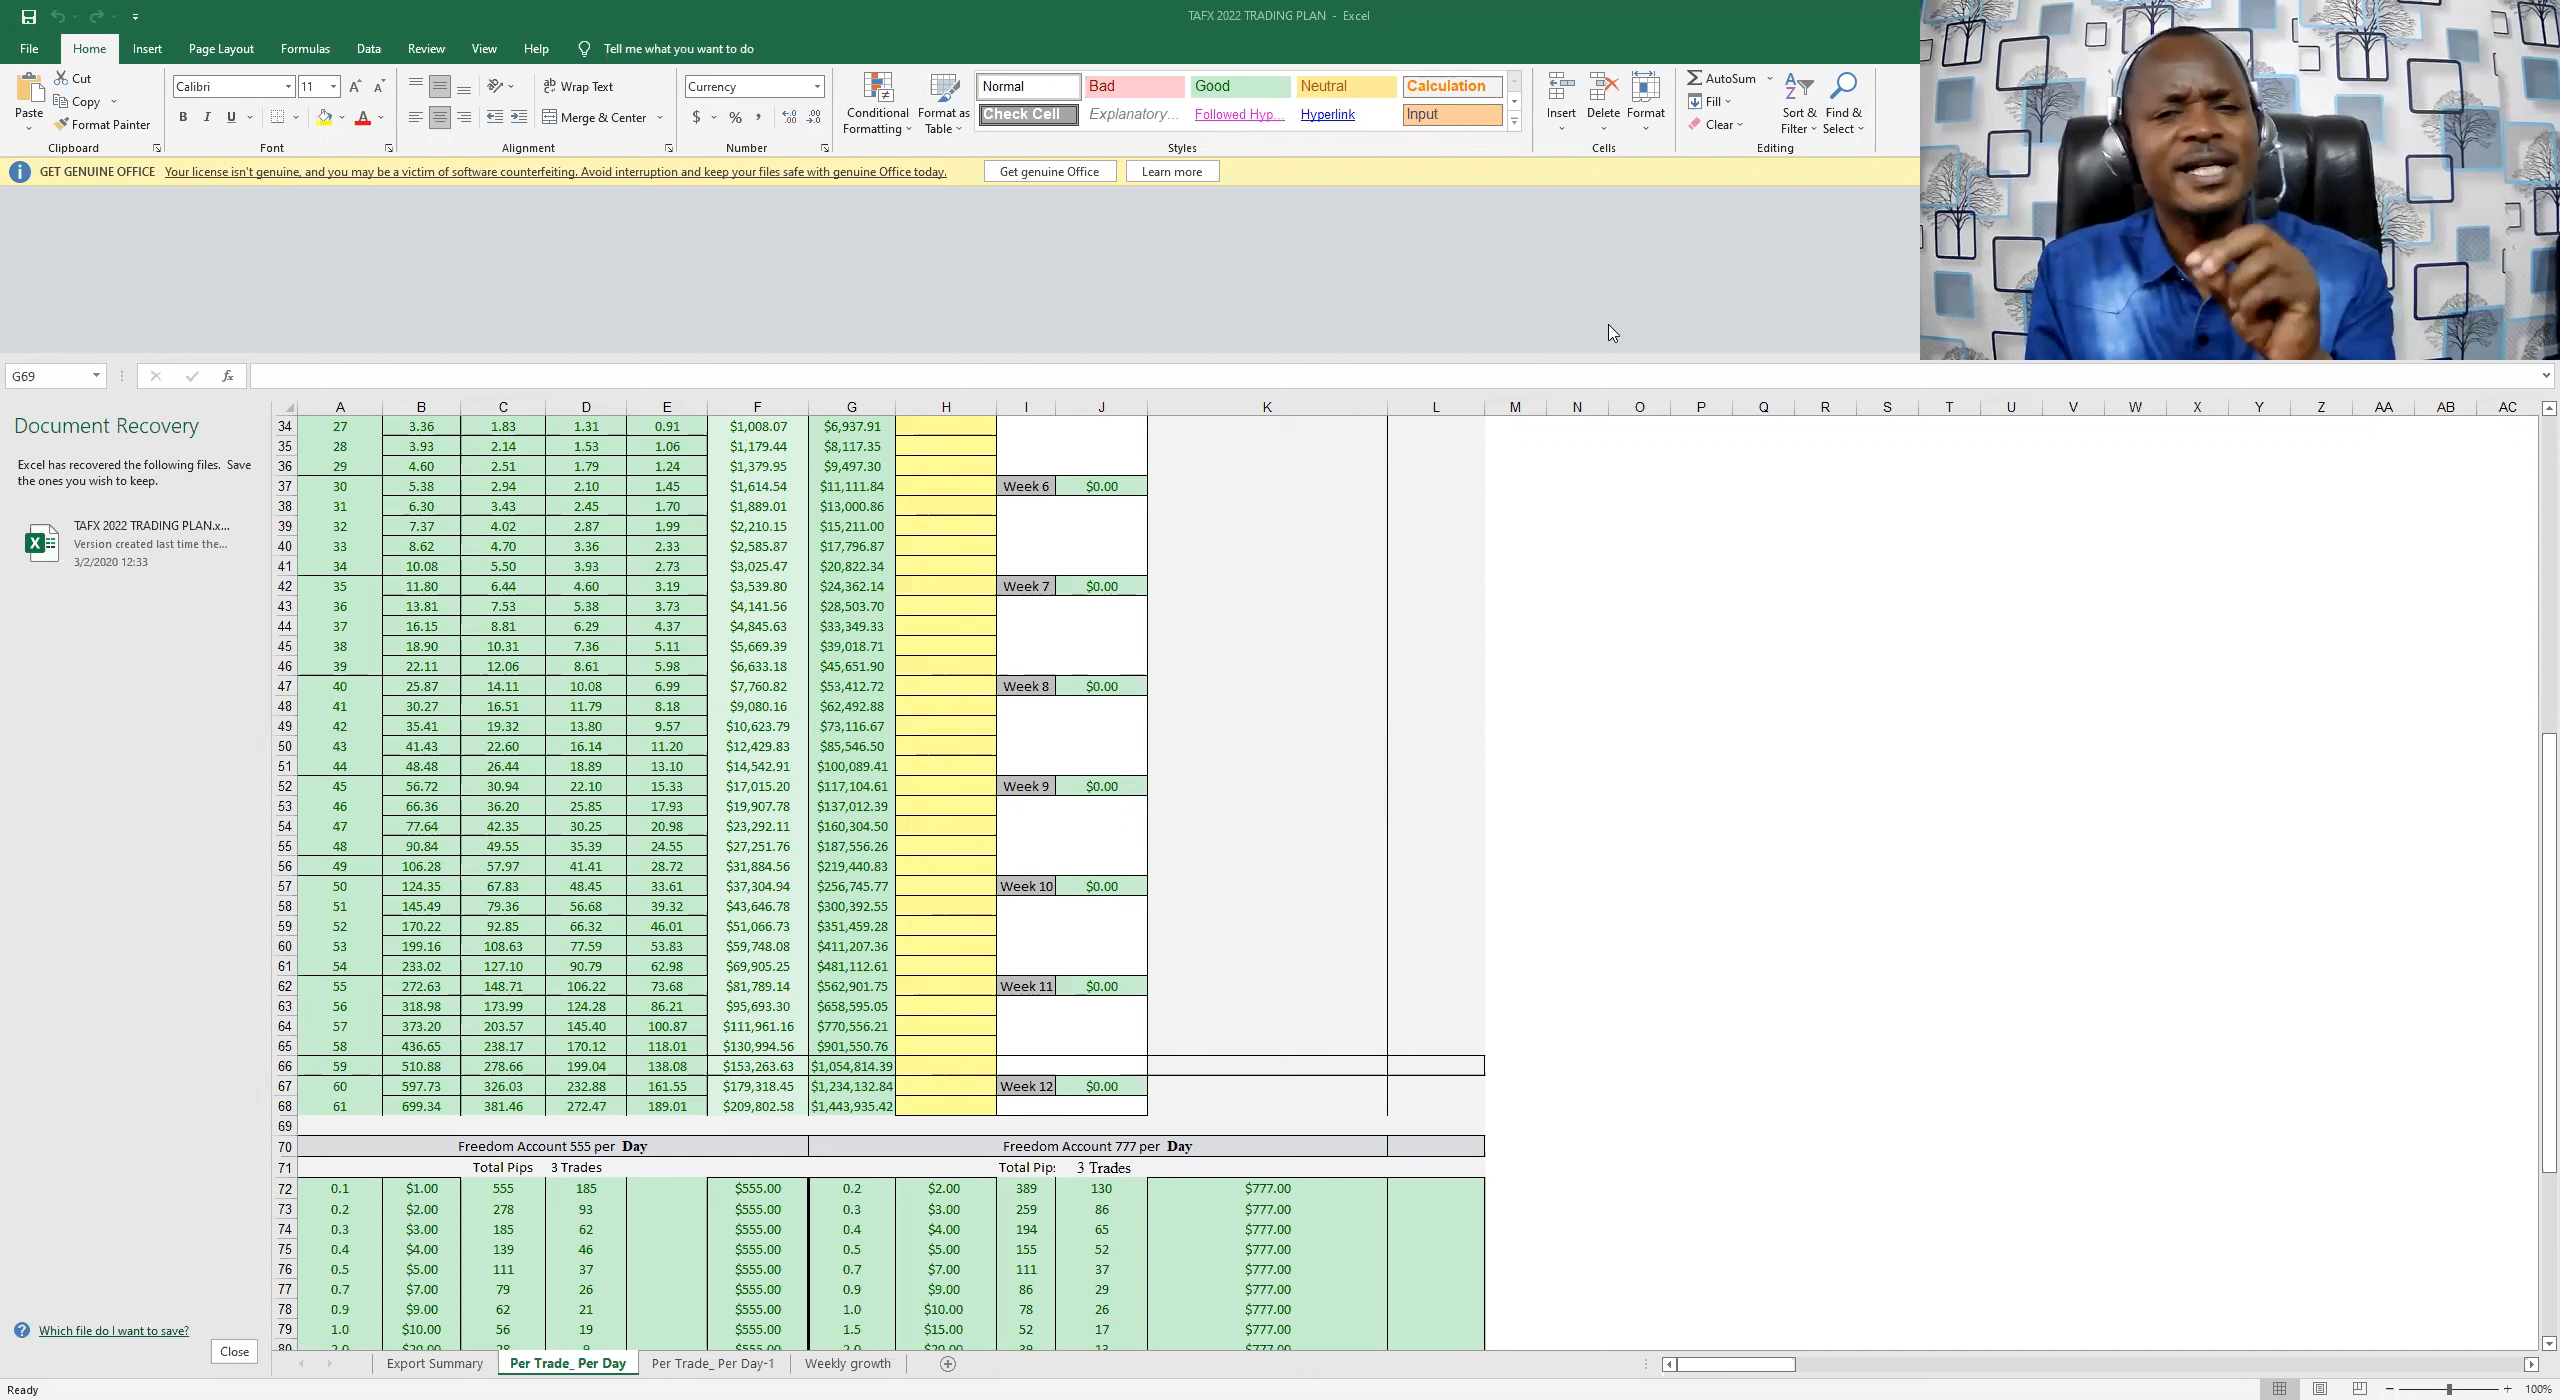 TAFX 2022 TRADING PLAN - Excel
File Home Insert Page Layout Formulas Data Review View Help Tell me what you want to do
Cut
Copy
Format Painter
Paste
Clipboard
Calibri 11
B I U
Font
Wrap Text
Merge & Center
Alignment
Currency
$ % ,
Number
Conditional Formatting
Format as Table
Normal Bad Good Neutral Calculation
Check Cell Explanatory... Followed Hyp... Hyperlink Input
Styles
Insert Delete Format
Cells
AutoSum
Fill
Clear
Sort & Filter
Find & Select
Editing
GET GENUINE OFFICE Your license isn't genuine, and you may be a victim of software counterfeiting. Avoid interruption and keep your files safe with genuine Office today. Get genuine Office Learn more
G69 fx
Document Recovery
Excel has recovered the following files. Save
the ones you wish to keep.
TAFX 2022 TRADING PLAN.x...
Version created last time the...
3/2/2020 12:33
Which file do I want to save?
Close
A B C D E F G H I J K L M N O P Q R S T U V W X Y Z AA AB AC
34 27 3.36 1.83 1.31 0.91 $1,008.07 $6,937.91
35 28 3.93 2.14 1.53 1.06 $1,179.44 $8,117.35
36 29 4.60 2.51 1.79 1.24 $1,379.95 $9,497.30
37 30 5.38 2.94 2.10 1.45 $1,614.54 $11,111.84 Week 6 $0.00
38 31 6.30 3.43 2.45 1.70 $1,889.01 $13,000.86
39 32 7.37 4.02 2.87 1.99 $2,210.15 $15,211.00
40 33 8.62 4.70 3.36 2.33 $2,585.87 $17,796.87
41 34 10.08 5.50 3.93 2.73 $3,025.47 $20,822.34
42 35 11.80 6.44 4.60 3.19 $3,539.80 $24,362.14 Week 7 $0.00
43 36 13.81 7.53 5.38 3.73 $4,141.56 $28,503.70
44 37 16.15 8.81 6.29 4.37 $4,845.63 $33,349.33
45 38 18.90 10.31 7.36 5.11 $5,669.39 $39,018.71
46 39 22.11 12.06 8.61 5.98 $6,633.18 $45,651.90
47 40 25.87 14.11 10.08 6.99 $7,760.82 $53,412.72 Week 8 $0.00
48 41 30.27 16.51 11.79 8.18 $9,080.16 $62,492.88
49 42 35.41 19.32 13.80 9.57 $10,623.79 $73,116.67
50 43 41.43 22.60 16.14 11.20 $12,429.83 $85,546.50
51 44 48.48 26.44 18.89 13.10 $14,542.91 $100,089.41
52 45 56.72 30.94 22.10 15.33 $17,015.20 $117,104.61 Week 9 $0.00
53 46 66.36 36.20 25.85 17.93 $19,907.78 $137,012.39
54 47 77.64 42.35 30.25 20.98 $23,292.11 $160,304.50
55 48 90.84 49.55 35.39 24.55 $27,251.76 $187,556.26
56 49 106.28 57.97 41.41 28.72 $31,884.56 $219,440.83
57 50 124.35 67.83 48.45 33.61 $37,304.94 $256,745.77 Week 10 $0.00
58 51 145.49 79.36 56.68 39.32 $43,646.78 $300,392.55
59 52 170.22 92.85 66.32 46.01 $51,066.73 $351,459.28
60 53 199.16 108.63 77.59 53.83 $59,748.08 $411,207.36
61 54 233.02 127.10 90.79 62.98 $69,905.25 $481,112.61
62 55 272.63 148.71 106.22 73.68 $81,789.14 $562,901.75 Week 11 $0.00
63 56 318.98 173.99 124.28 86.21 $95,693.30 $658,595.05
64 57 373.20 203.57 145.40 100.87 $111,961.16 $770,556.21
65 58 436.65 238.17 170.12 118.01 $130,994.56 $901,550.76
66 59 510.88 278.66 199.04 138.08 $153,263.63 $1,054,814.39
67 60 597.73 326.03 232.88 161.55 $179,318.45 $1,234,132.84 Week 12 $0.00
68 61 699.34 381.46 272.47 189.01 $209,802.58 $1,443,935.42
69
70 Freedom Account 555 per Day Freedom Account 777 per Day
71 Total Pips 3 Trades Total Pips 3 Trades
72 0.1 $1.00 555 185 $555.00 0.2 $2.00 389 130 $777.00
73 0.2 $2.00 278 93 $555.00 0.3 $3.00 259 86 $777.00
74 0.3 $3.00 185 62 $555.00 0.4 $4.00 194 65 $777.00
75 0.4 $4.00 139 46 $555.00 0.5 $5.00 155 52 $777.00
76 0.5 $5.00 111 37 $555.00 0.7 $7.00 111 37 $777.00
77 0.7 $7.00 79 26 $555.00 0.9 $9.00 86 29 $777.00
78 0.9 $9.00 62 21 $555.00 1.0 $10.00 78 26 $777.00
79 1.0 $10.00 56 19 $555.00 1.5 $15.00 52 17 $777.00
Export Summary Per Trade_ Per Day Per Trade_ Per Day-1 Weekly growth
Ready 100%